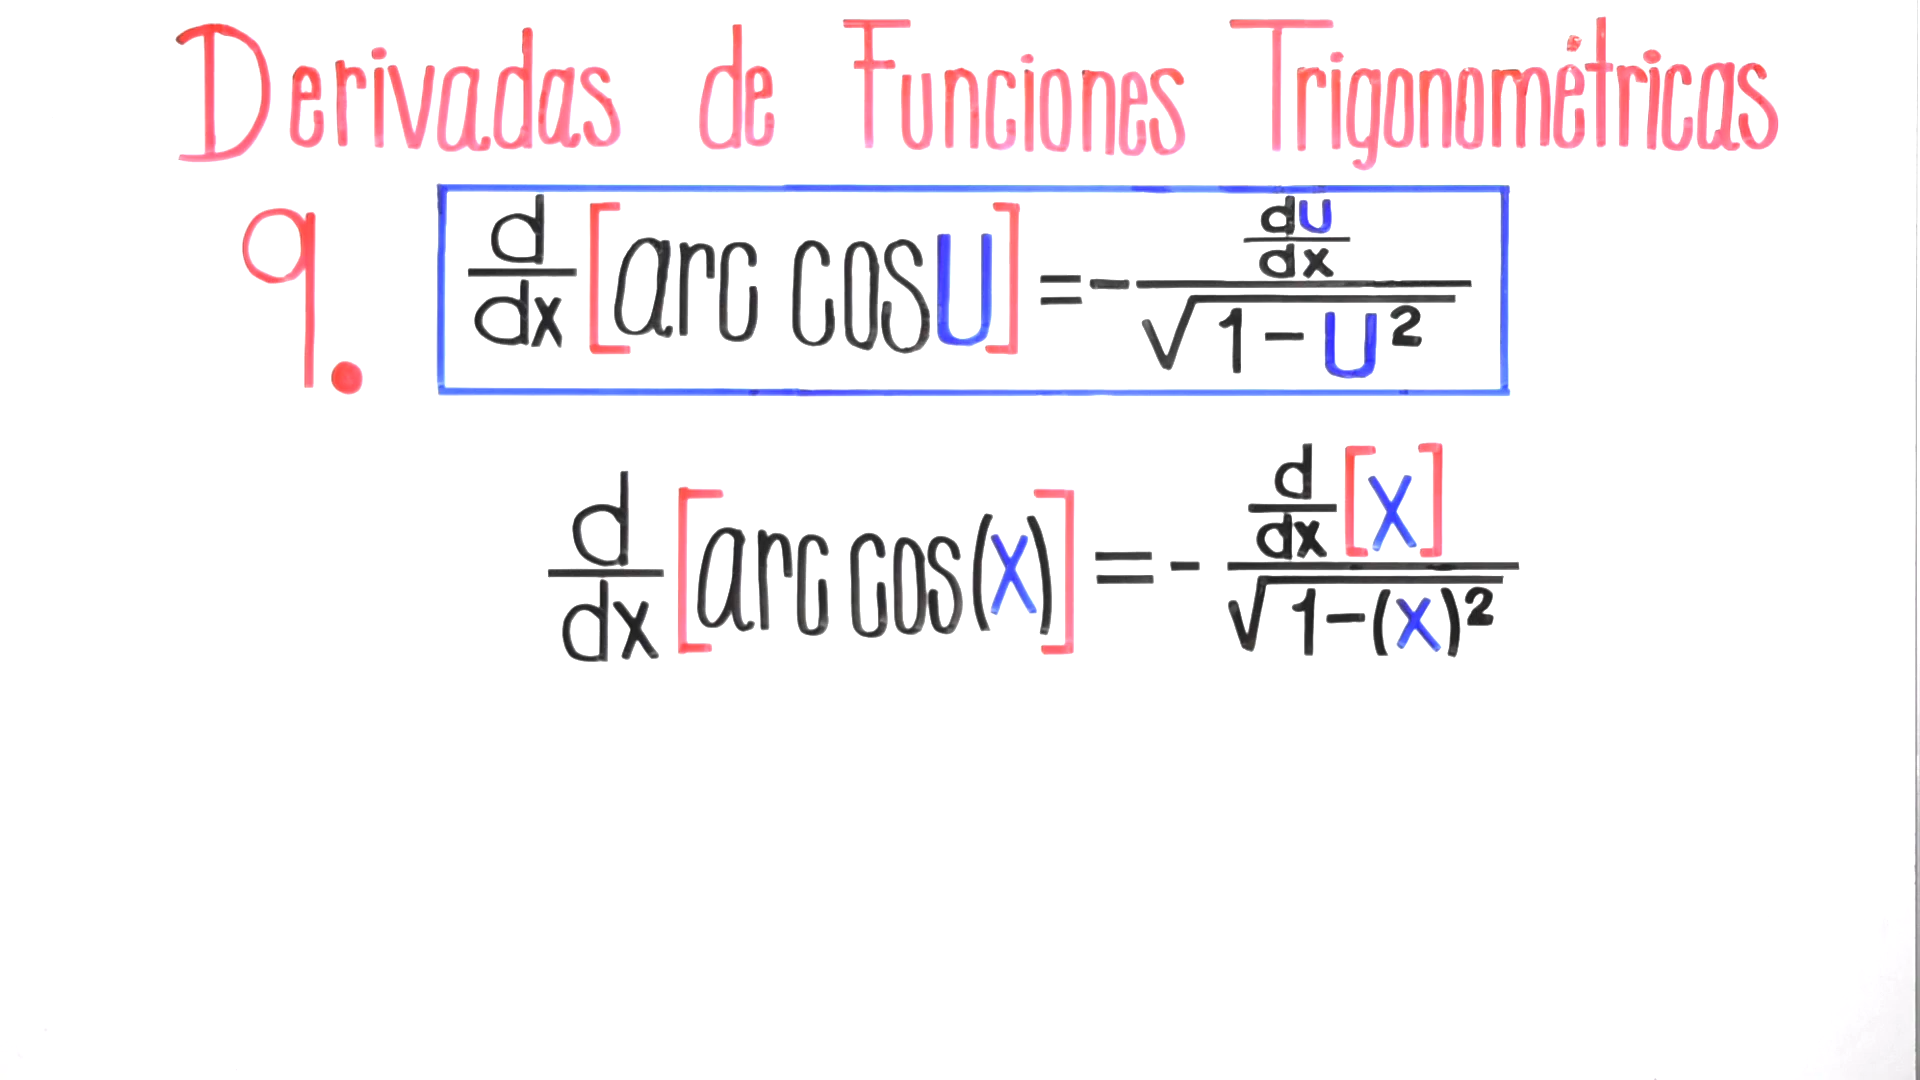 Derivadas de Funciones Trigonométricas
9. d/dx [arc cos U] = - (dU/dx) / √(1 - U²)
d/dx [arc cos(x)] = - (d/dx [x]) / √(1-(x)²)